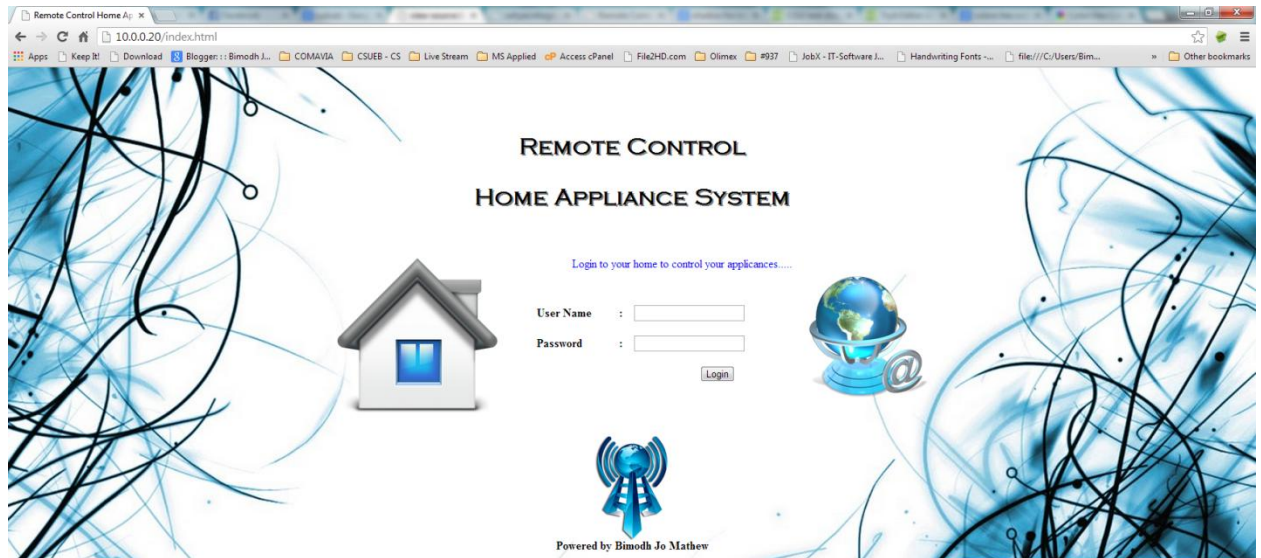 Remote Control Home Ap
10.0.0.20/index.html
Apps Keep It! Download Blogger: : : Bimodh J... COMAVIA CSUEB - CS Live Stream MS Applied cP Access cPanel File2HD.com Olimex #937 JobX - IT-Software J... Handwriting Fonts -... file:///C:/Users/Bim... » Other bookmarks
REMOTE CONTROL
HOME APPLIANCE SYSTEM
Login to your home to control your applicances.....
User Name :
Password :
Login
@
Powered by Bimodh Jo Mathew